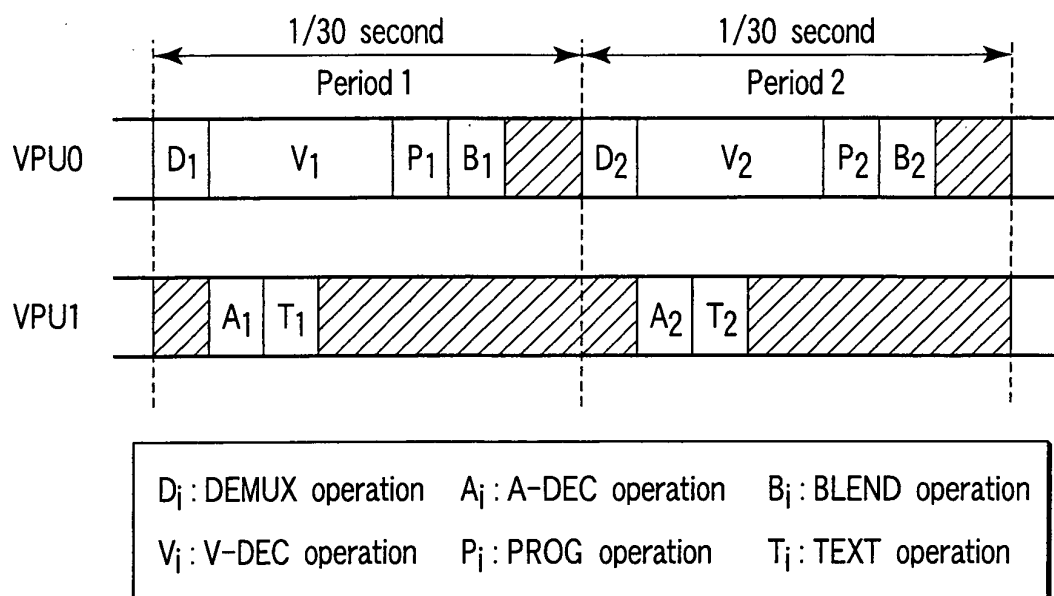 1/30 second 1/30 second
Period 1 Period 2
VPU0 D1 V1 P1 B1 D2 V2 P2 B2
VPU1 A1 T1 A2 T2
Di : DEMUX operation Ai : A-DEC operation Bi : BLEND operation
Vi : V-DEC operation Pi : PROG operation Ti : TEXT operation